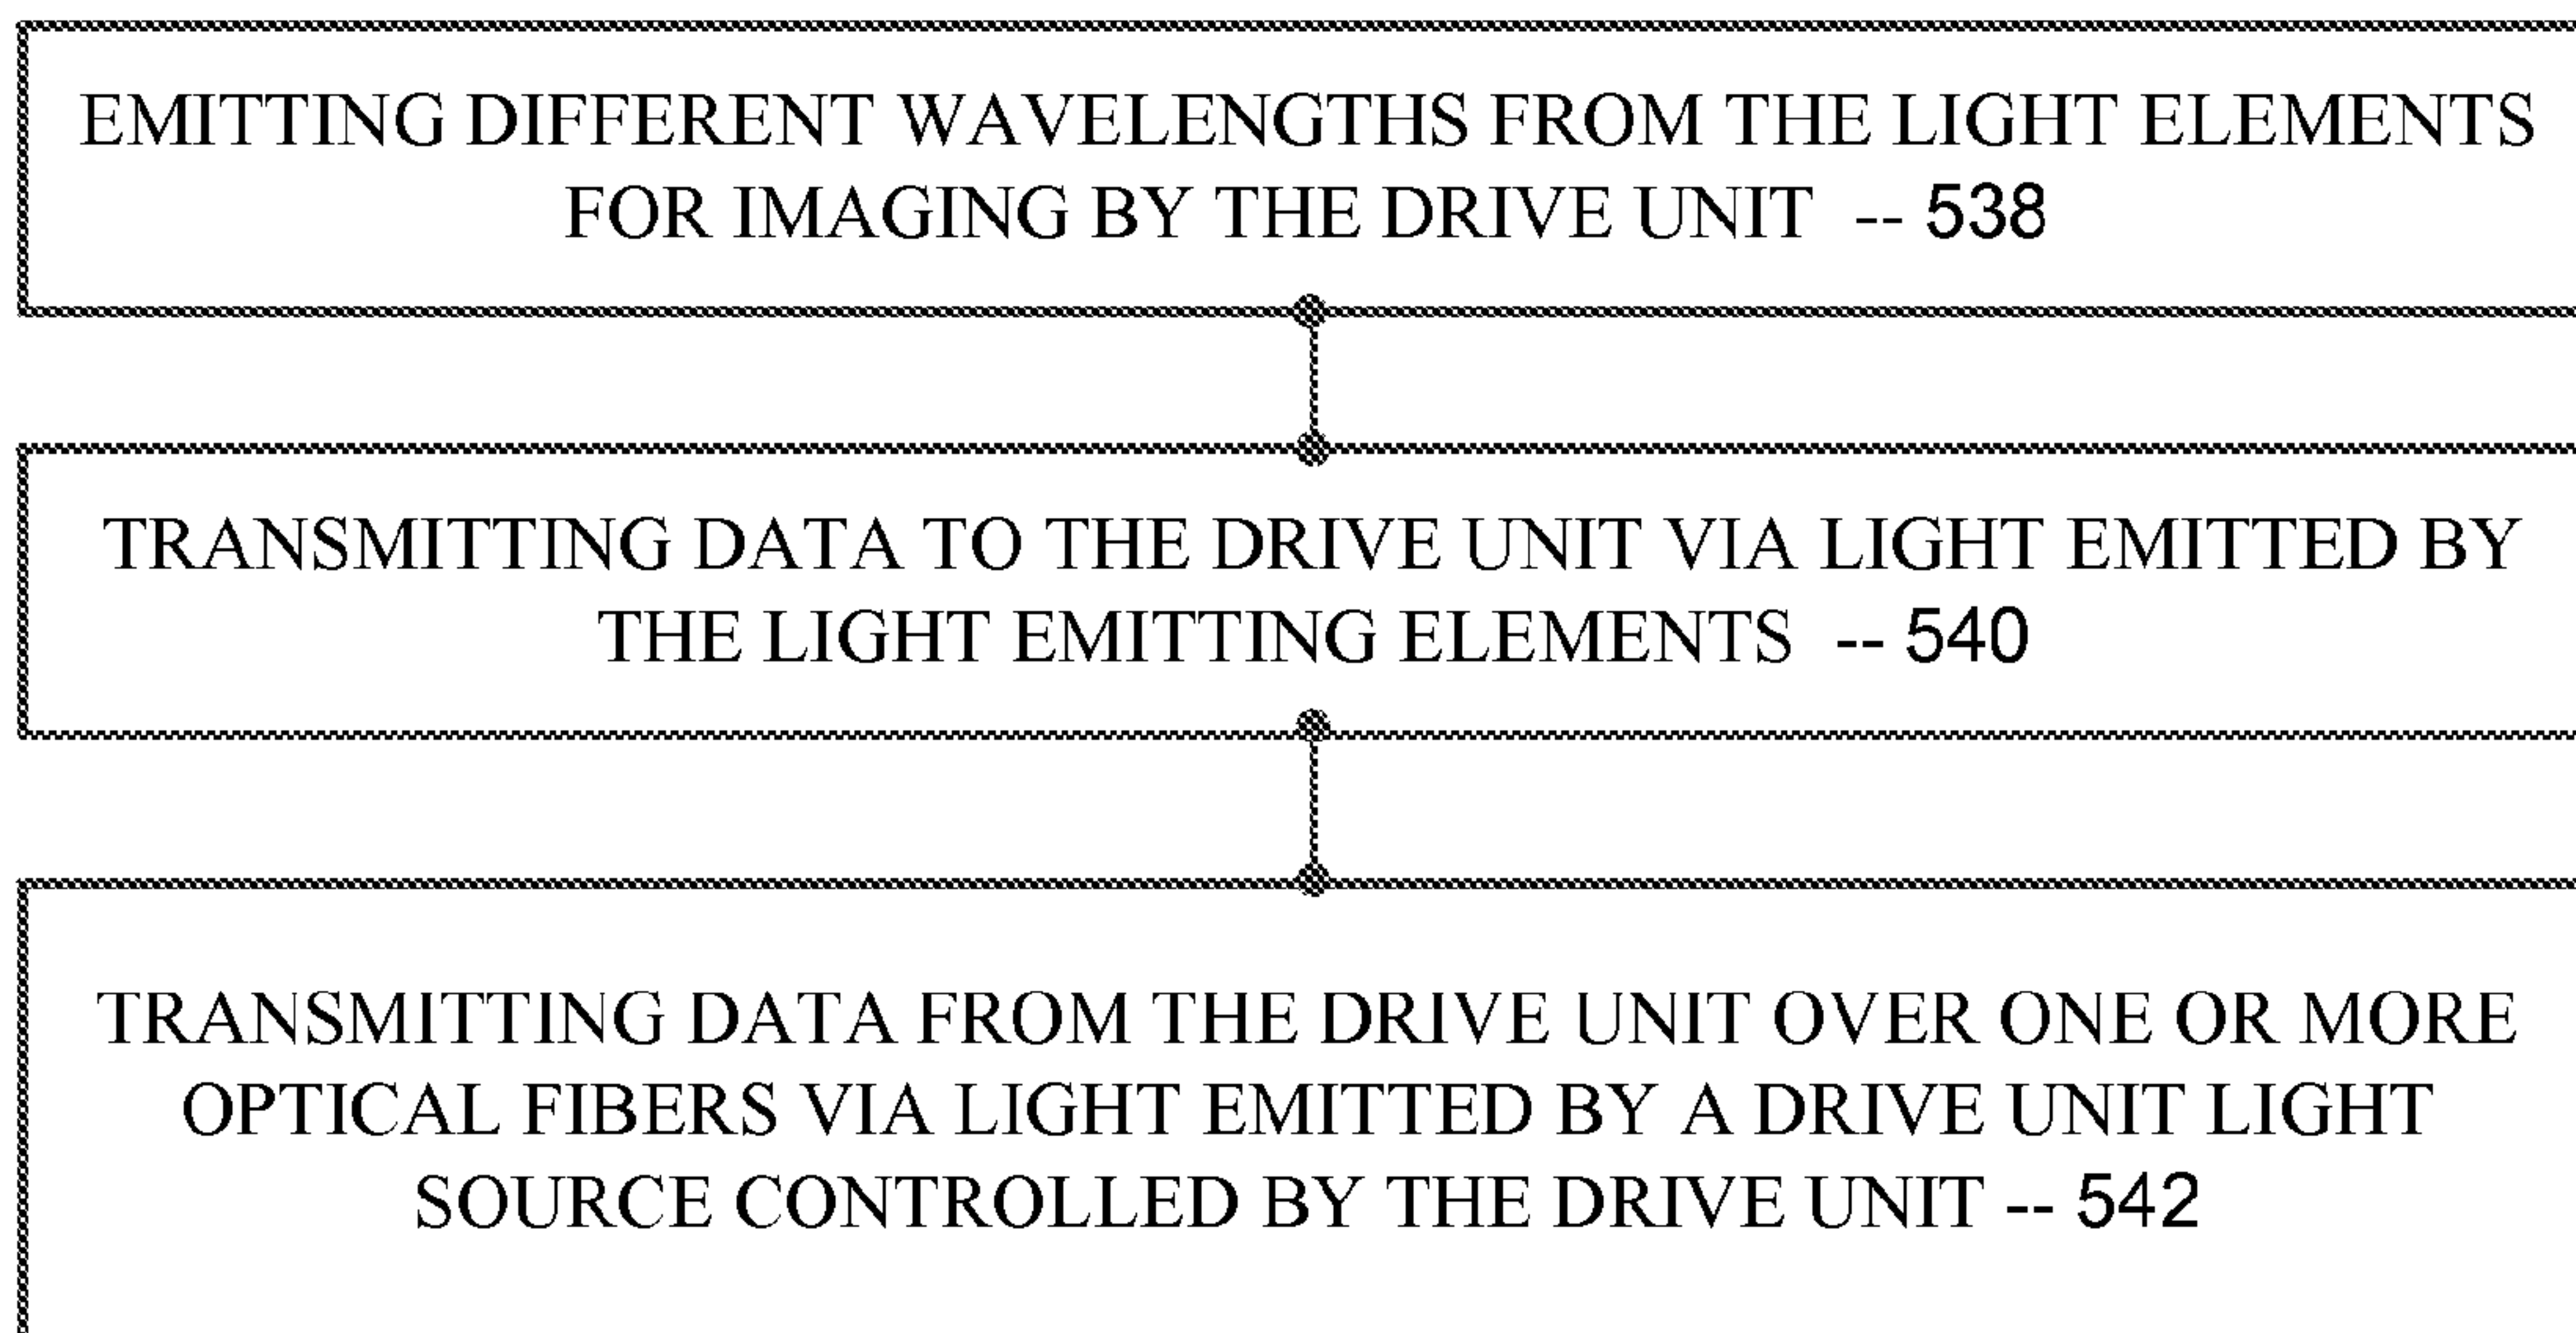 EMITTING DIFFERENT WAVELENGTHS FROM THE LIGHT ELEMENTS
FOR IMAGING BY THE DRIVE UNIT -- 538
TRANSMITTING DATA TO THE DRIVE UNIT VIA LIGHT EMITTED BY
THE LIGHT EMITTING ELEMENTS -- 540
TRANSMITTING DATA FROM THE DRIVE UNIT OVER ONE OR MORE
OPTICAL FIBERS VIA LIGHT EMITTED BY A DRIVE UNIT LIGHT
SOURCE CONTROLLED BY THE DRIVE UNIT -- 542